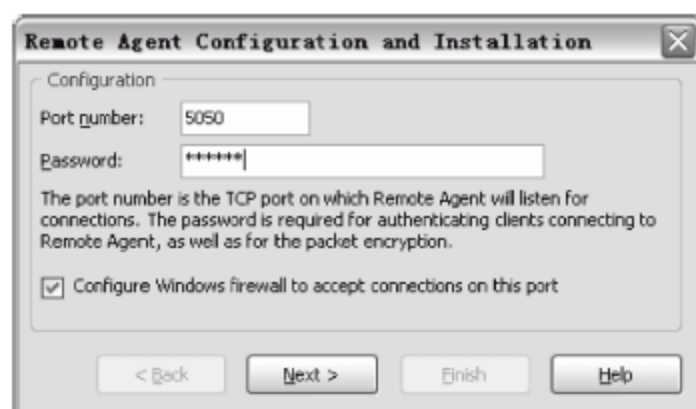 Remote Agent Configuration and Installation
Configuration
Port number: 5050
Password: ******
The port number is the TCP port on which Remote Agent will listen for
connections. The password is required for authenticating clients connecting to
Remote Agent, as well as for the packet encryption.
Configure Windows firewall to accept connections on this port
< Back Next > Finish Help